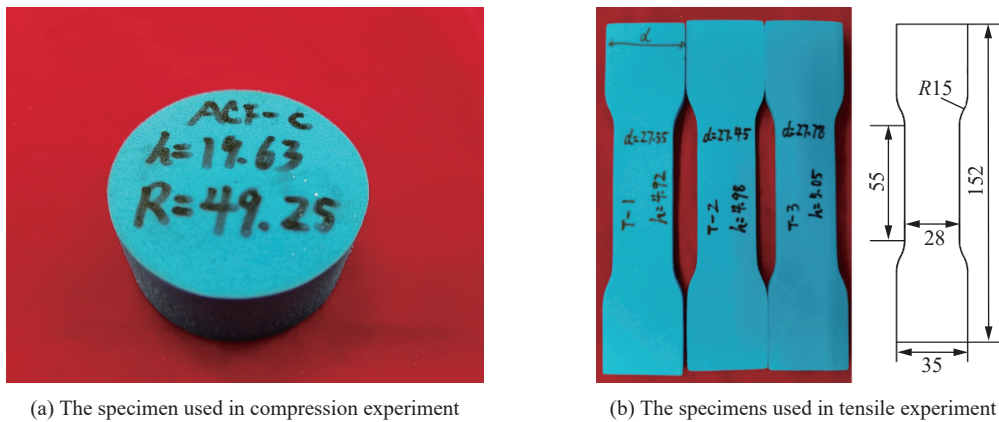 ACF-C
h=19.63
R=49.25
(a) The specimen used in compression experiment
d
d=27.55
T-1
h=4.92
d=27.45
T-2
h=4.98
d=27.78
T-3
h=5.05
R15
55
152
28
35
(b) The specimens used in tensile experiment